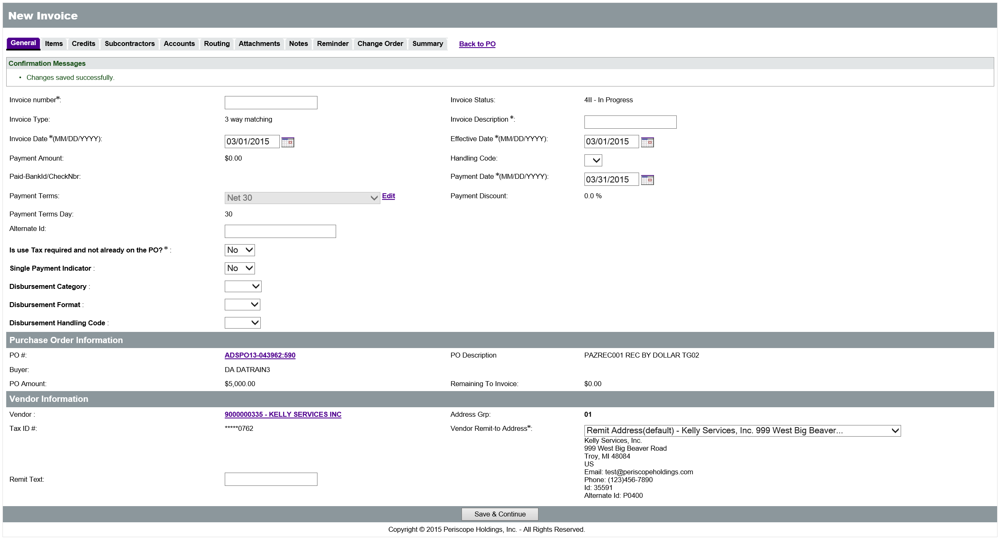 New Invoice
General Items Credits Subcontractors Accounts Routing Attachments Notes Reminder Change Order Summary Back to PO
Confirmation Messages
• Changes saved successfully.
Invoice number*: Invoice Status: 4II - In Progress
Invoice Type: 3 way matching Invoice Description *:
Invoice Date *(MM/DD/YYYY): 03/01/2015 Effective Date *(MM/DD/YYYY): 03/01/2015
Payment Amount: $0.00 Handling Code:
Paid-BankId/CheckNbr: Payment Date *(MM/DD/YYYY): 03/31/2015
Payment Terms: Net 30 Edit Payment Discount: 0.0 %
Payment Terms Day: 30
Alternate Id:
Is use Tax required and not already on the PO?* : No
Single Payment Indicator : No
Disbursement Category :
Disbursement Format :
Disbursement Handling Code :
Purchase Order Information
PO #: ADSPO13-043962:590 PO Description PAZREC001 REC BY DOLLAR TG02
Buyer: DA DATRAIN3
PO Amount: $5,000.00 Remaining To Invoice: $0.00
Vendor Information
Vendor : 9000000335 - KELLY SERVICES INC Address Grp: 01
Tax ID #: *****0762 Vendor Remit-to Address*: Remit Address(default) - Kelly Services, Inc. 999 West Big Beaver...
Kelly Services, Inc.
999 West Big Beaver Road
Troy, MI 48084
US
Email: test@periscopeholdings.com
Remit Text: Phone: (123)456-7890
Id: 35591
Alternate Id: P0400
Save & Continue
Copyright © 2015 Periscope Holdings, Inc. - All Rights Reserved.